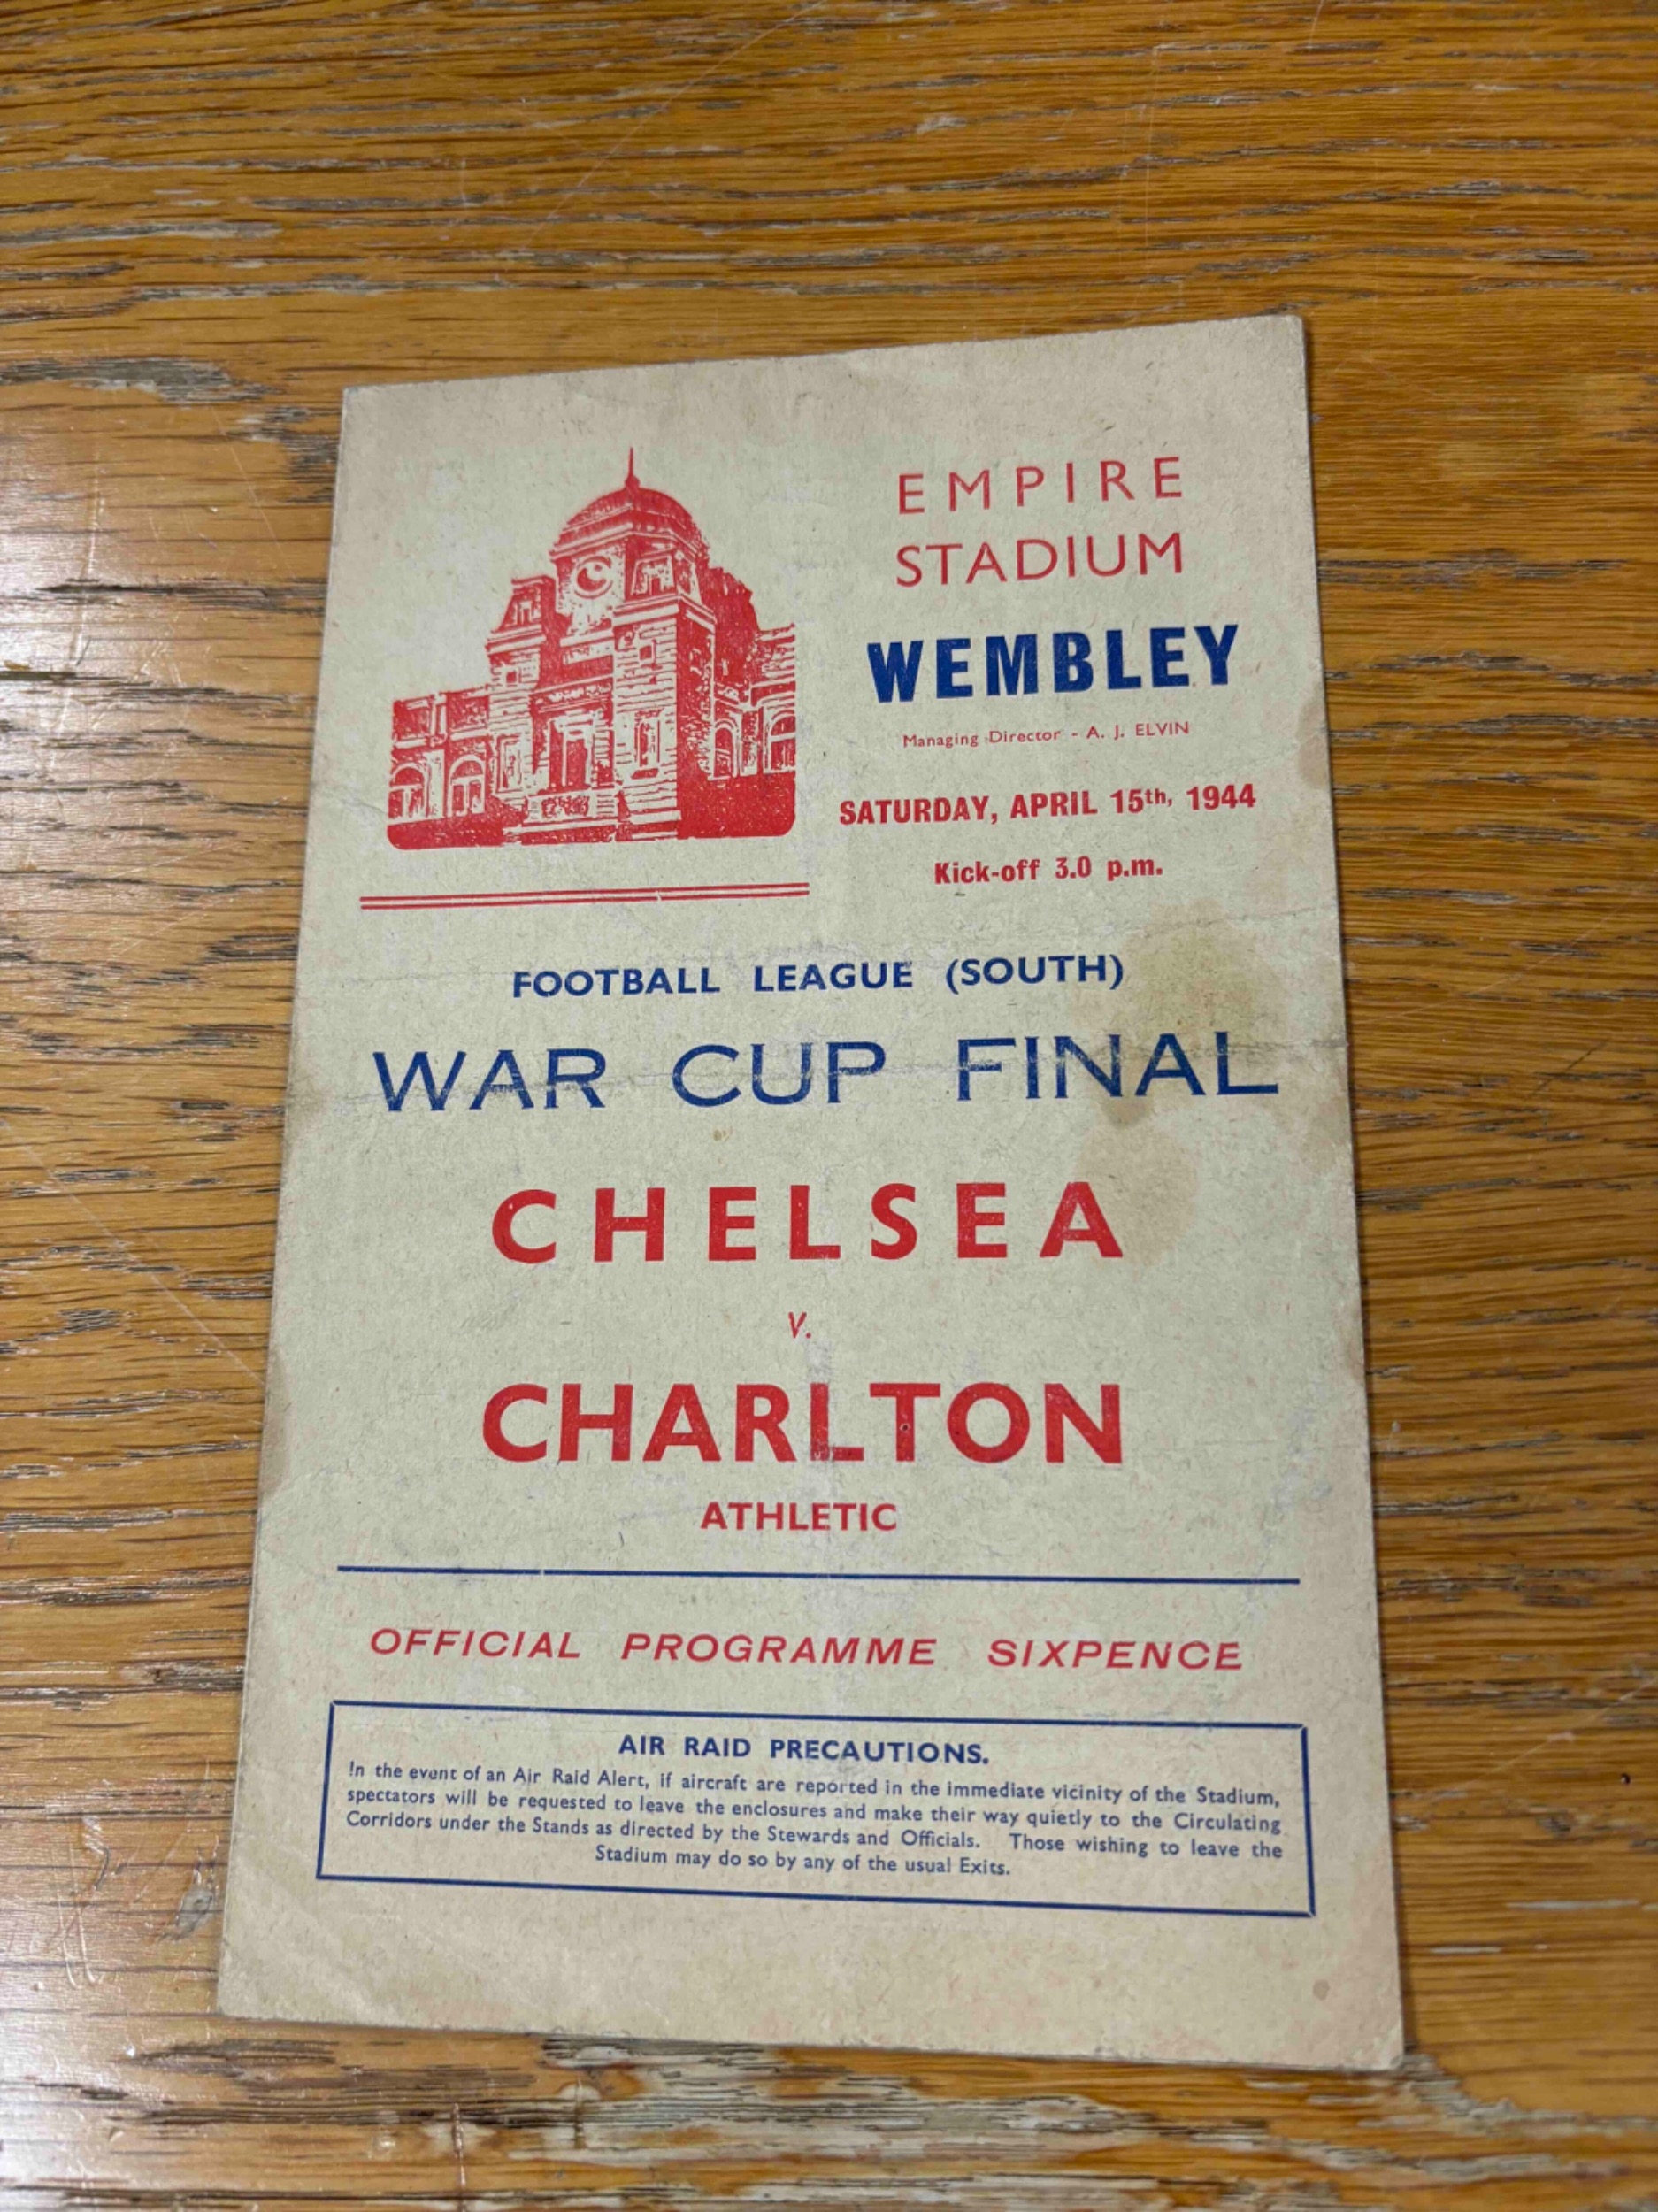 EMPIRE
STADIUM
WEMBLEY
Managing Director - A. J. ELVIN
SATURDAY, APRIL 15th, 1944
Kick-off 3.0 p.m.
FOOTBALL LEAGUE (SOUTH)
WAR CUP FINAL
CHELSEA
v.
CHARLTON
ATHLETIC
OFFICIAL PROGRAMME SIXPENCE
AIR RAID PRECAUTIONS.
In the event of an Air Raid Alert, if aircraft are reported in the immediate vicinity of the Stadium,
spectators will be requested to leave the enclosures and make their way quietly to the Circulating
Corridors under the Stands as directed by the Stewards and Officials. Those wishing to leave the
Stadium may do so by any of the usual Exits.